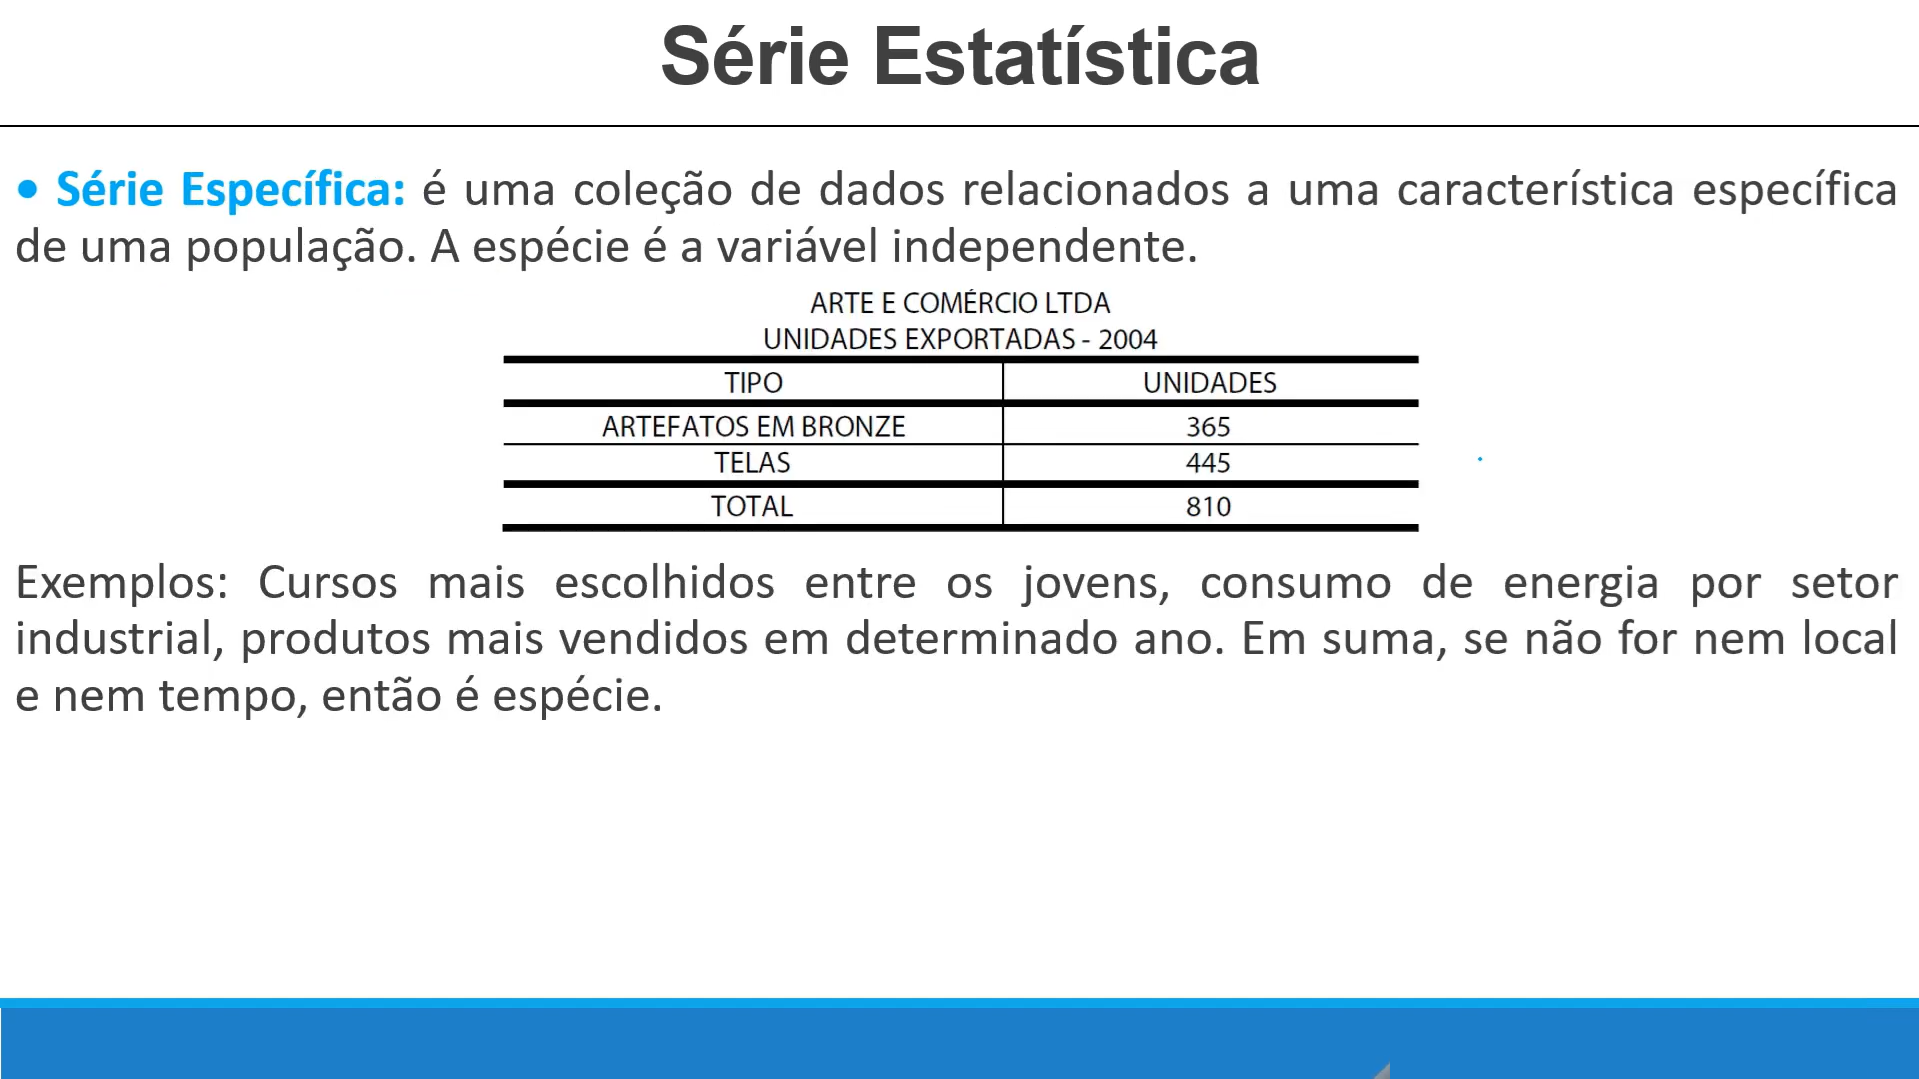 Série Estatística
• Série Específica: é uma coleção de dados relacionados a uma característica específica
de uma população. A espécie é a variável independente.
ARTE E COMÉRCIO LTDA
UNIDADES EXPORTADAS - 2004
TIPO UNIDADES
ARTEFATOS EM BRONZE 365
TELAS 445
TOTAL 810
Exemplos: Cursos mais escolhidos entre os jovens, consumo de energia por setor
industrial, produtos mais vendidos em determinado ano. Em suma, se não for nem local
e nem tempo, então é espécie.